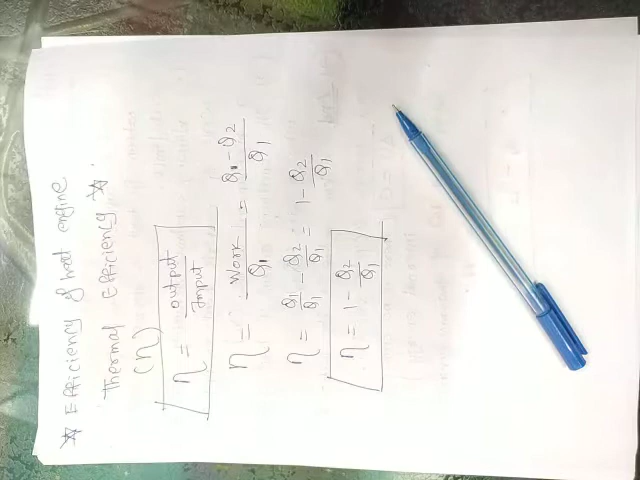 ☆ Efficiency of heat engine
Thermal Efficiency ☆.
(η)
η = output/Input
η = Work/Q1 = Q1-Q2/Q1
η = Q1/Q1 - Q2/Q1 = 1 - Q2/Q1
η = 1 - Q2/Q1